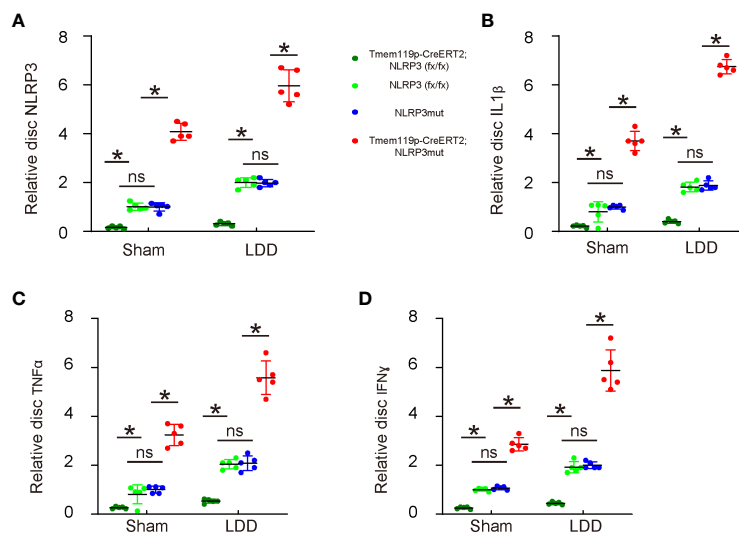 A
Relative disc NLRP3
8
6
4
2
0
*
*
ns
*
ns
*
Sham
LDD
Tmem119p-CreERT2;
NLRP3 (fx/fx)
NLRP3 (fx/fx)
NLRP3mut
Tmem119p-CreERT2;
NLRP3mut
B
Relative disc IL1β
8
6
4
2
0
*
*
ns
*
ns
*
Sham
LDD
C
Relative disc TNFα
8
6
4
2
0
*
*
ns
*
ns
*
Sham
LDD
D
Relative disc IFNɣ
8
6
4
2
0
*
*
ns
*
ns
*
Sham
LDD